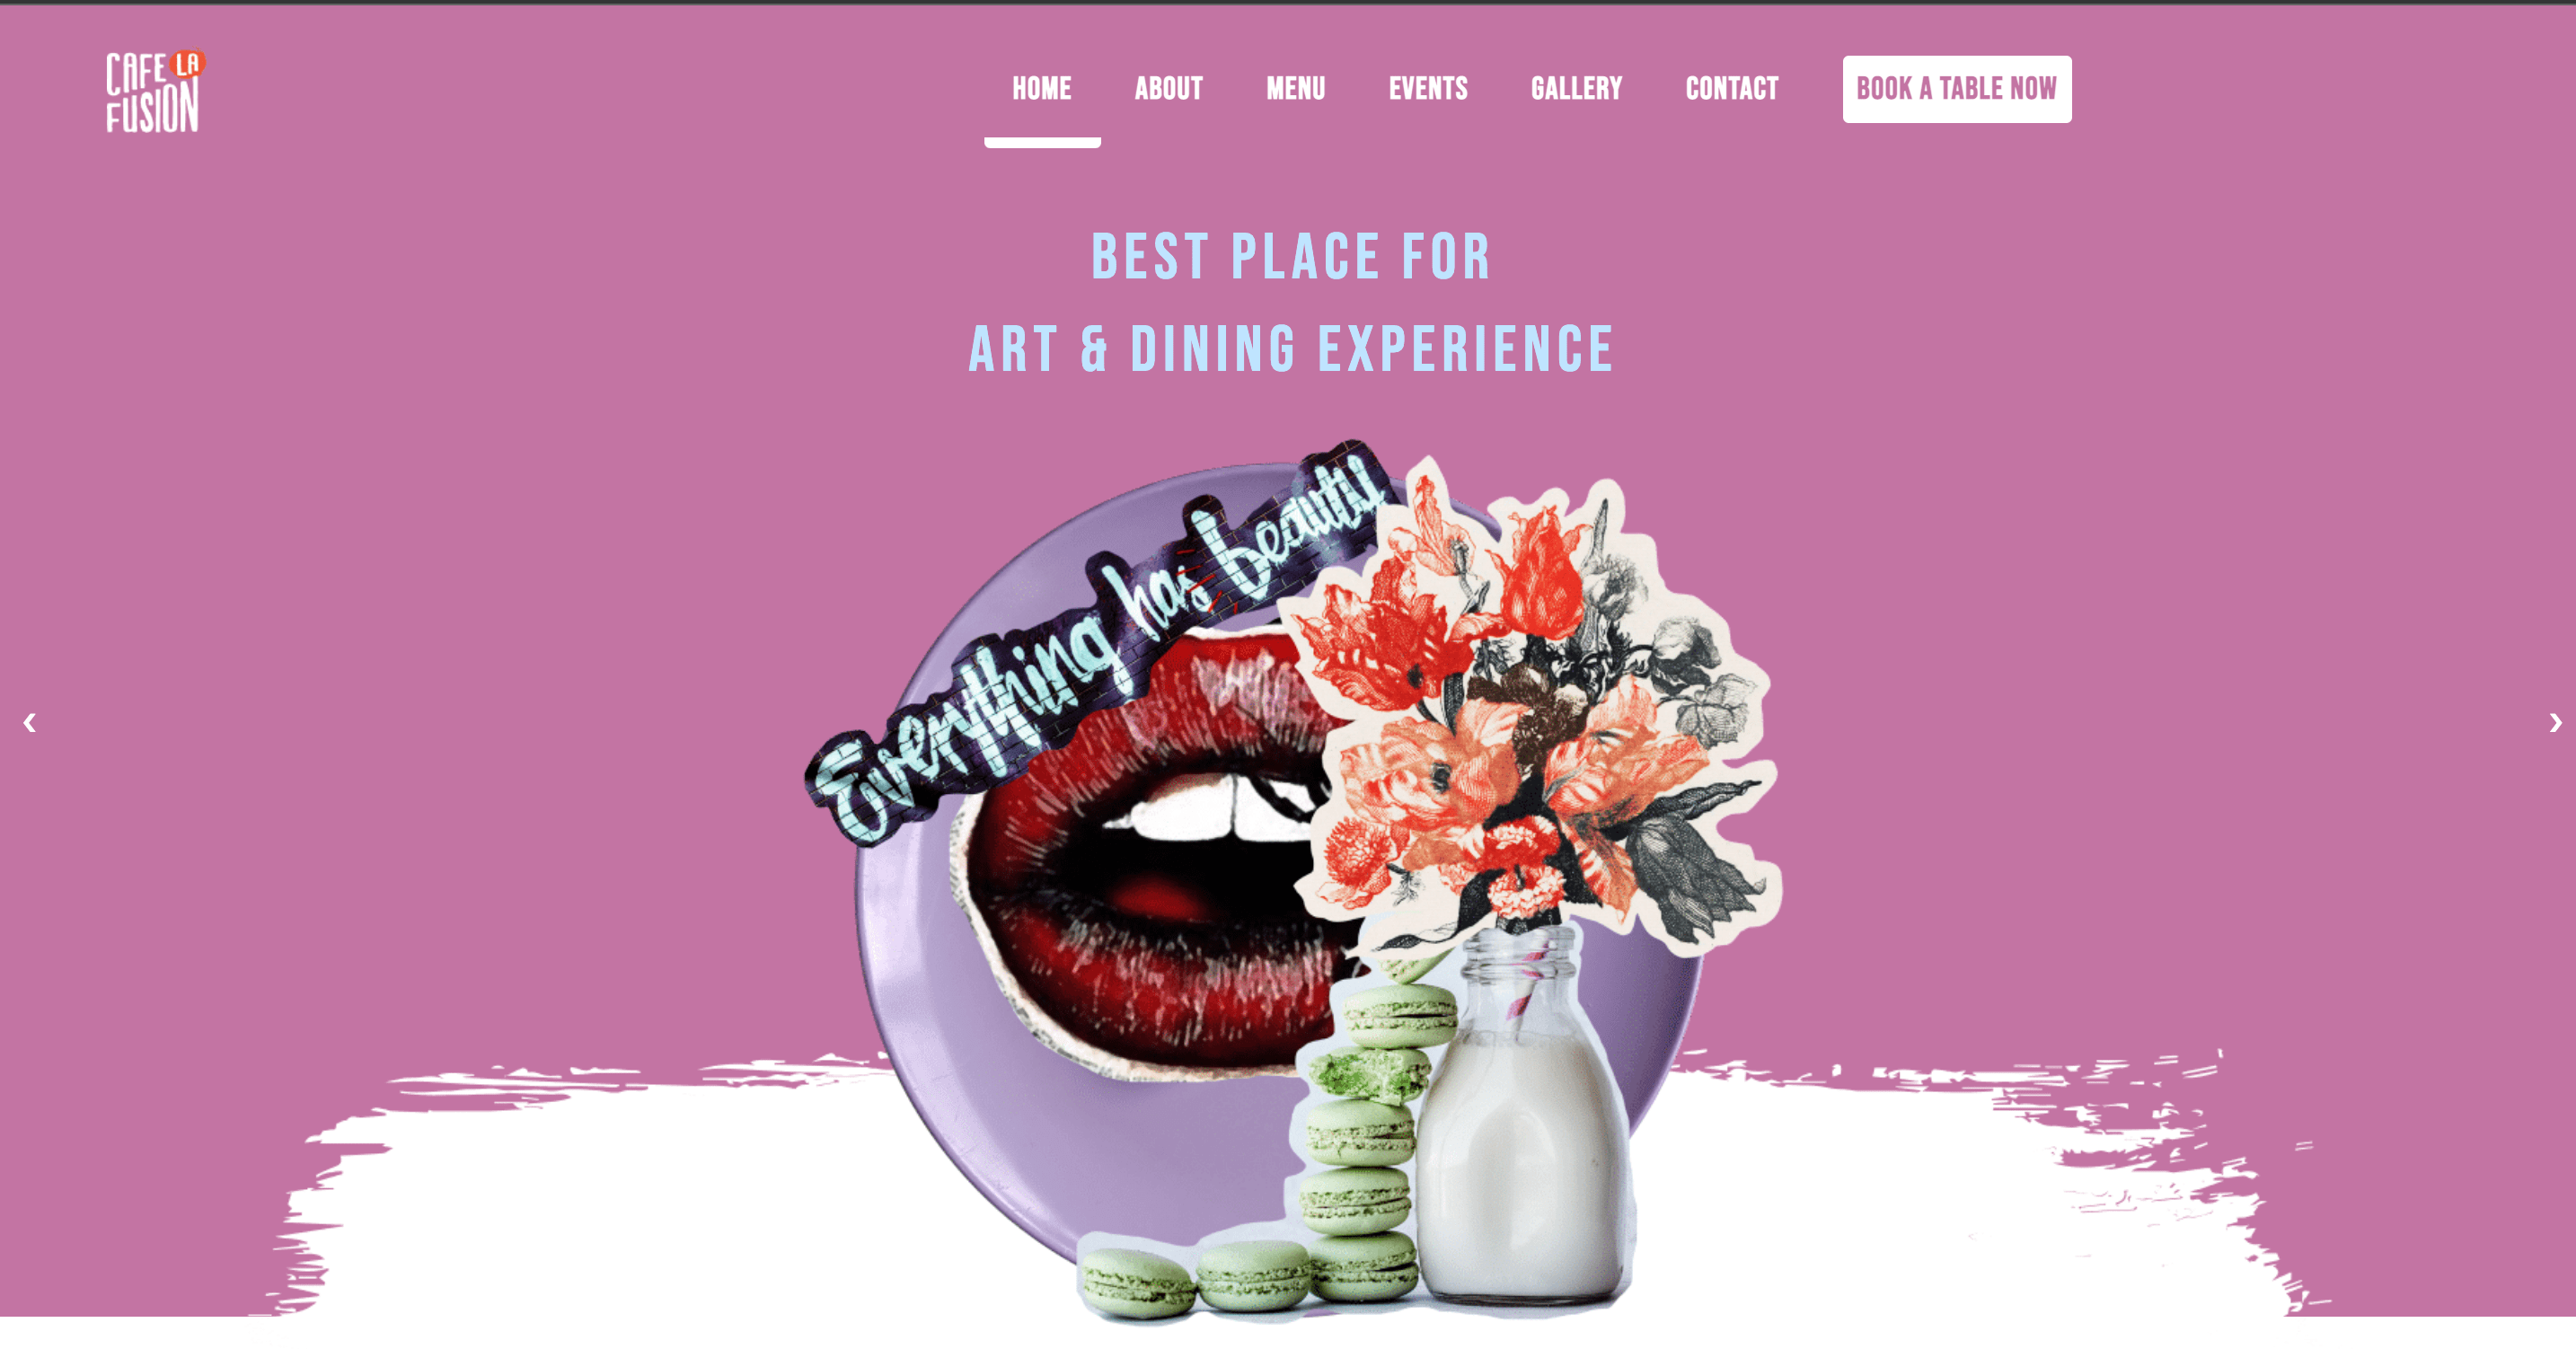 CAFE LA
FUSION
HOME ABOUT MENU EVENTS GALLERY CONTACT BOOK A TABLE NOW
BEST PLACE FOR
ART & DINING EXPERIENCE
Everything has beauty